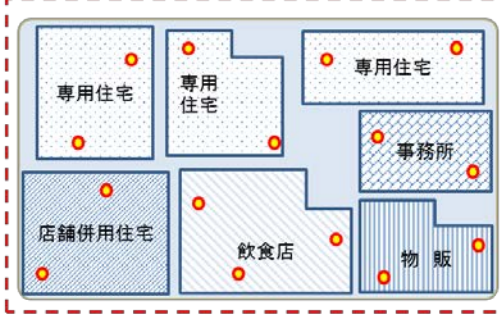 専用住宅
専用
住宅
専用住宅
事務所
店舗併用住宅
飲食店
物 販